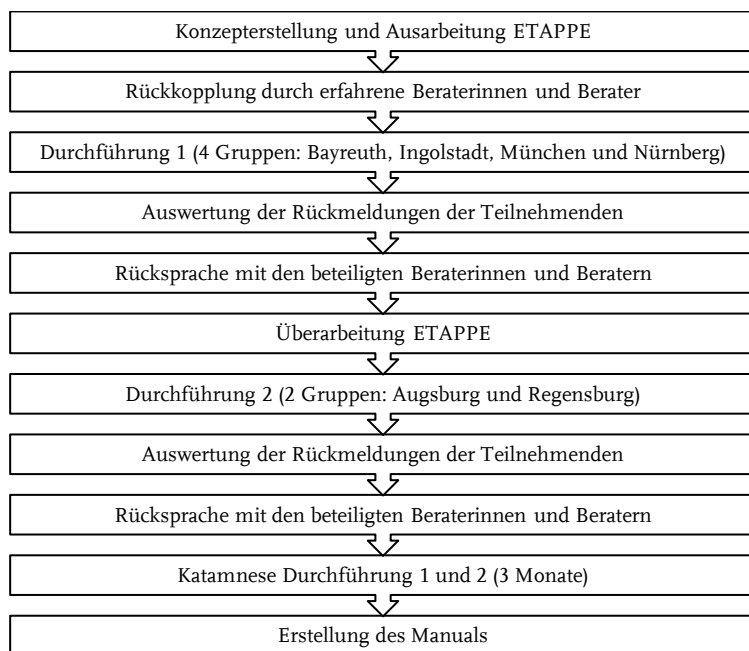 Konzepterstellung und Ausarbeitung ETAPPE
Rückkopplung durch erfahrene Beraterinnen und Berater
Durchführung 1 (4 Gruppen: Bayreuth, Ingolstadt, München und Nürnberg)
Auswertung der Rückmeldungen der Teilnehmenden
Rücksprache mit den beteiligten Beraterinnen und Beratern
Überarbeitung ETAPPE
Durchführung 2 (2 Gruppen: Augsburg und Regensburg)
Auswertung der Rückmeldungen der Teilnehmenden
Rücksprache mit den beteiligten Beraterinnen und Beratern
Katamnese Durchführung 1 und 2 (3 Monate)
Erstellung des Manuals